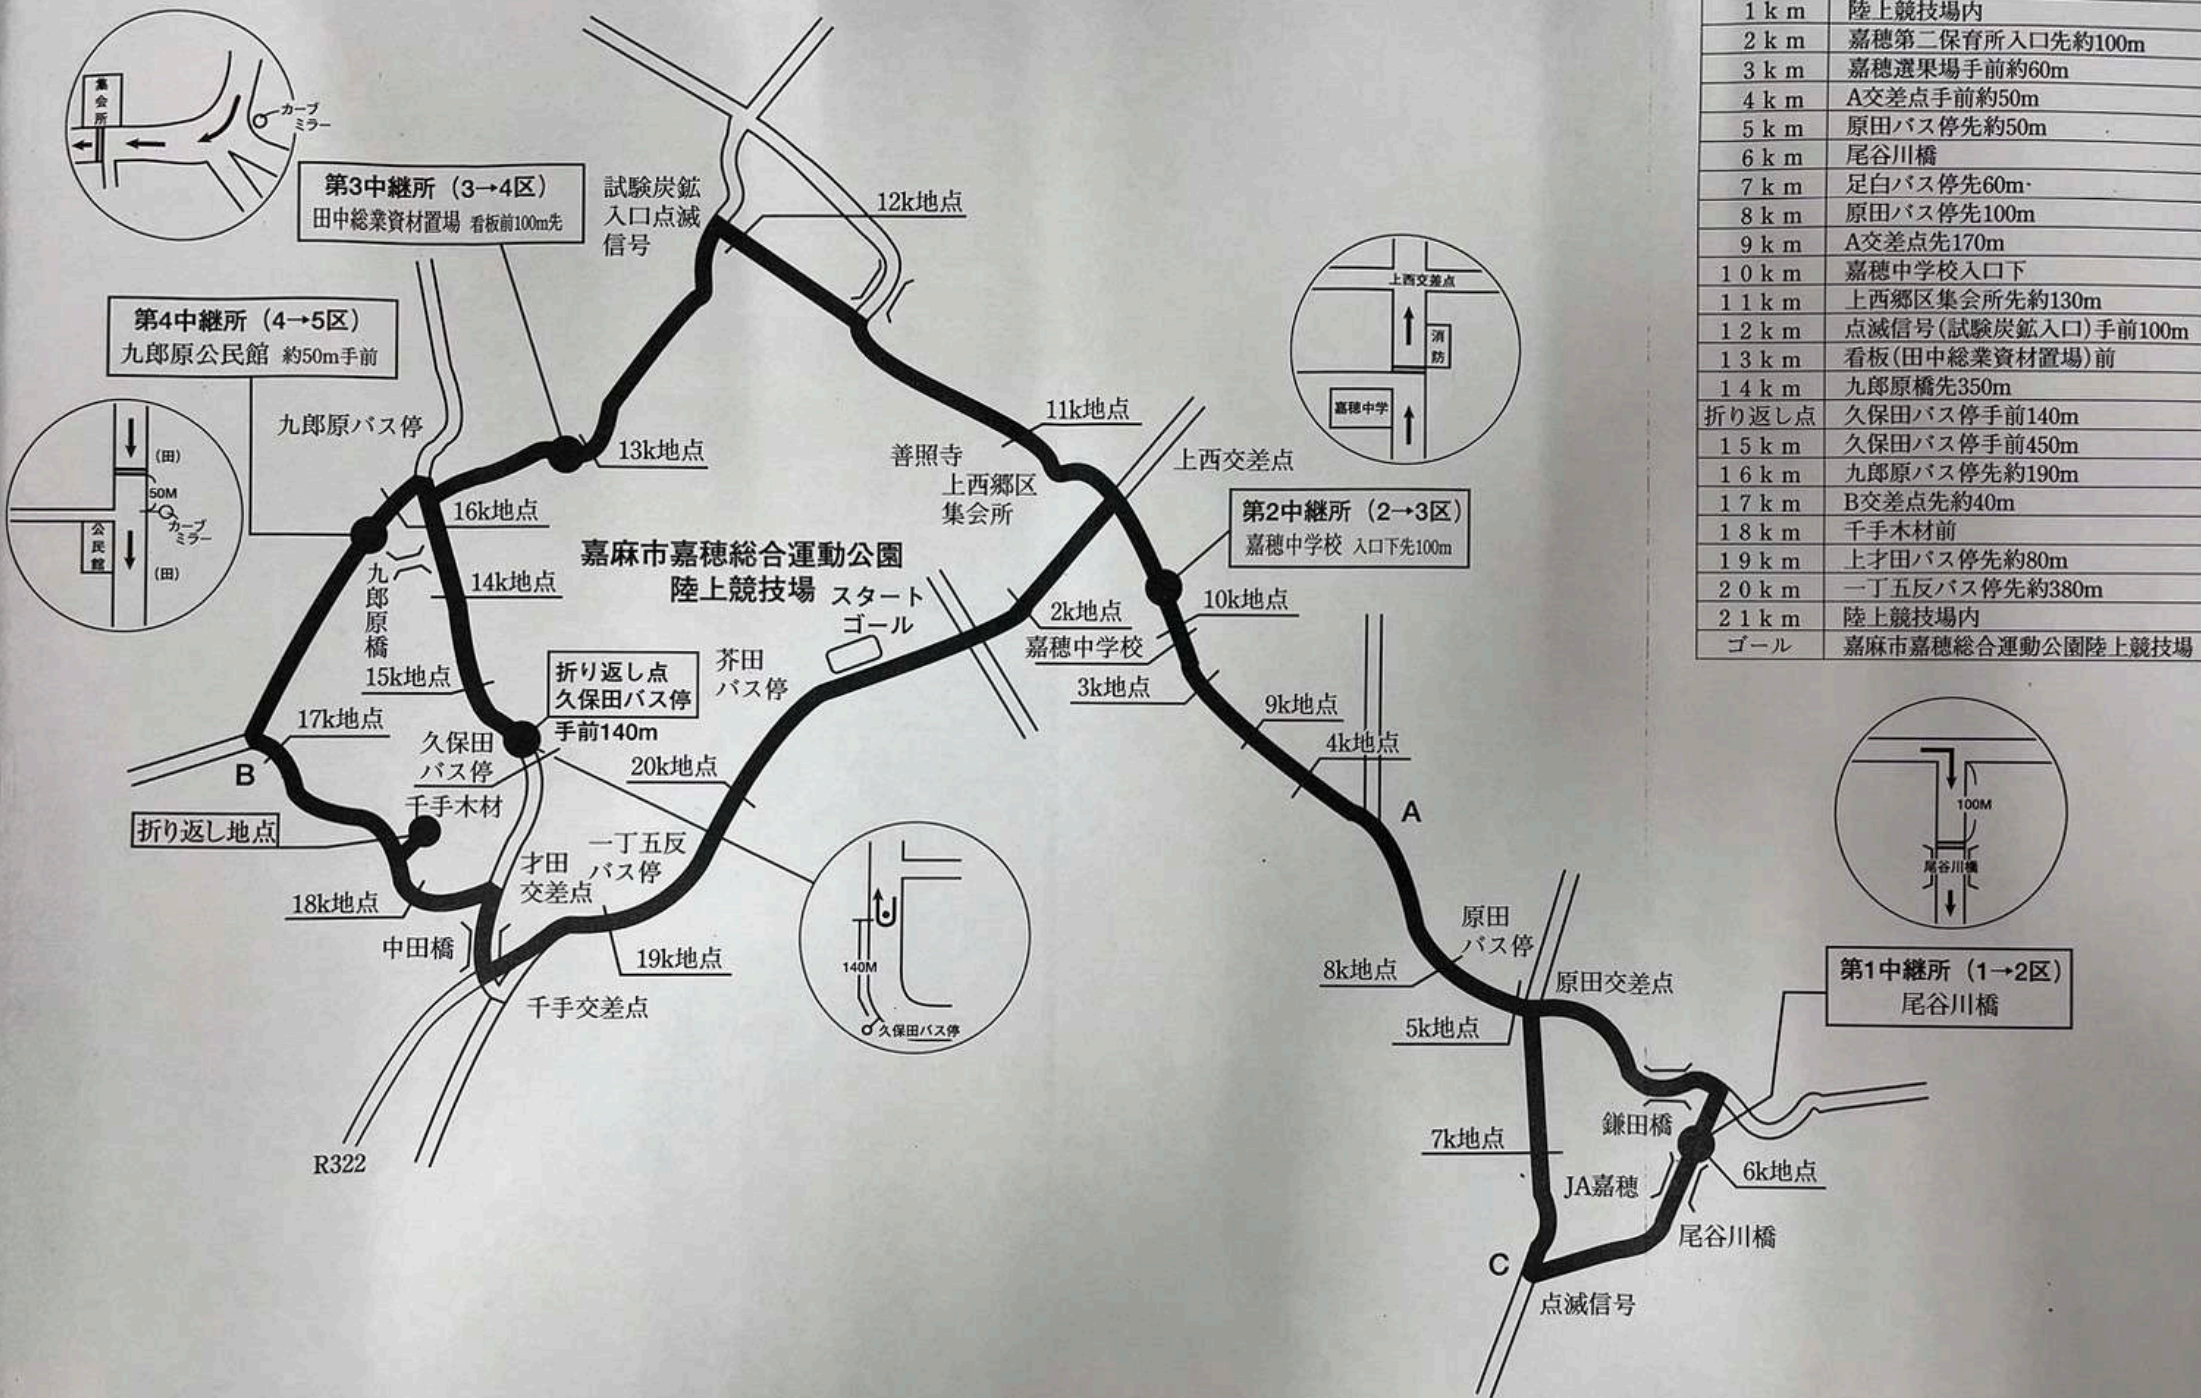 集会所
カーブ
ミラー
第3中継所（3→4区）
田中総業資材置場 看板前100m先
試験炭鉱
入口点滅
信号
12k地点
第4中継所（4→5区）
九郎原公民館 約50m手前
九郎原バス停
(田)
50M
カーブ
ミラー
公民館
(田)
13k地点
16k地点
九郎原橋
14k地点
15k地点
嘉麻市嘉穂総合運動公園
陸上競技場
スタート
ゴール
芥田
バス停
折り返し点
久保田バス停
手前140m
11k地点
善照寺
上西郷区
集会所
上西交差点
上西交差点
消防
嘉穂中学
第2中継所（2→3区）
嘉穂中学校 入口下先100m
10k地点
2k地点
嘉穂中学校
3k地点
9k地点
4k地点
A
17k地点
B
久保田
バス停
20k地点
千手木材
折り返し地点
一丁五反
バス停
才田
交差点
18k地点
中田橋
19k地点
千手交差点
R322
140M
久保田バス停
原田
バス停
8k地点
原田交差点
5k地点
7k地点
鎌田橋
6k地点
JA嘉穂
尾谷川橋
C
点滅信号
100M
尾谷川橋
第1中継所（1→2区）
尾谷川橋
1km 陸上競技場内
2km 嘉穂第二保育所入口先約100m
3km 嘉穂選果場手前約60m
4km A交差点手前約50m
5km 原田バス停先約50m
6km 尾谷川橋
7km 足白バス停先60m
8km 原田バス停先100m
9km A交差点先170m
10km 嘉穂中学校入口下
11km 上西郷区集会所先約130m
12km 点滅信号(試験炭鉱入口)手前100m
13km 看板(田中総業資材置場)前
14km 九郎原橋先350m
折り返し点 久保田バス停手前140m
15km 久保田バス停手前450m
16km 九郎原バス停先約190m
17km B交差点先約40m
18km 千手木材前
19km 上才田バス停先約80m
20km 一丁五反バス停先約380m
21km 陸上競技場内
ゴール 嘉麻市嘉穂総合運動公園陸上競技場